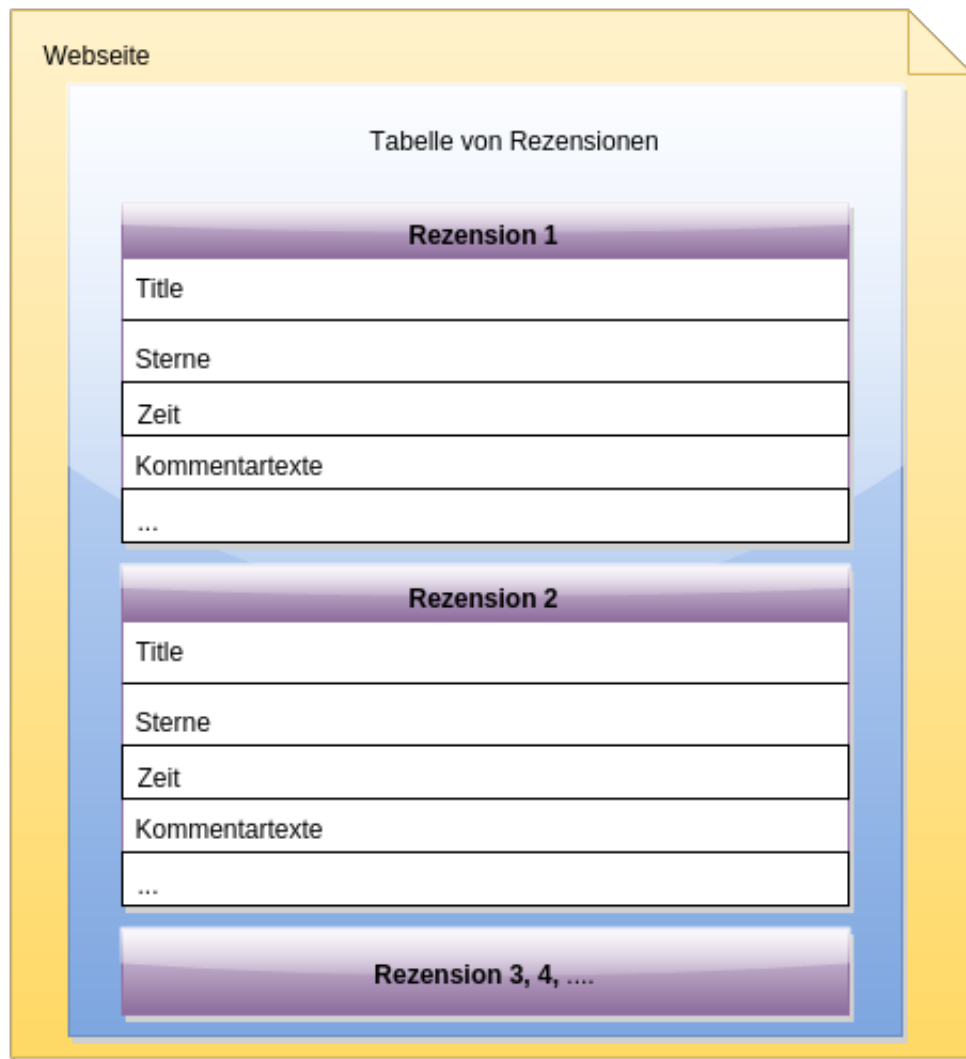 Webseite
Tabelle von Rezensionen
Rezension 1
Title
Sterne
Zeit
Kommentartexte
...
Rezension 2
Title
Sterne
Zeit
Kommentartexte
...
Rezension 3, 4, ....